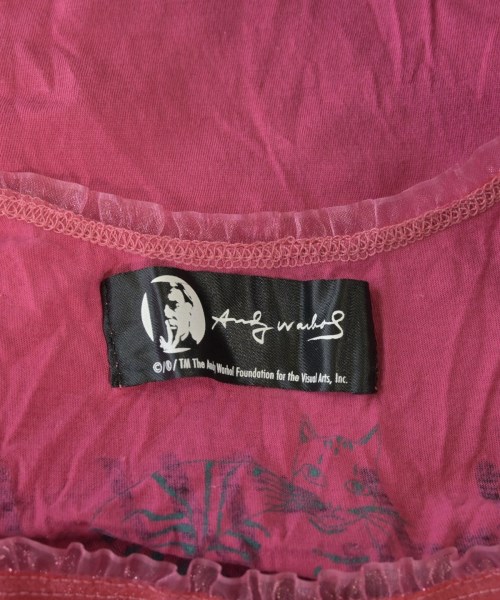 Andy Warhol
©/®/TM The Andy Warhol Foundation for the Visual Arts, Inc.